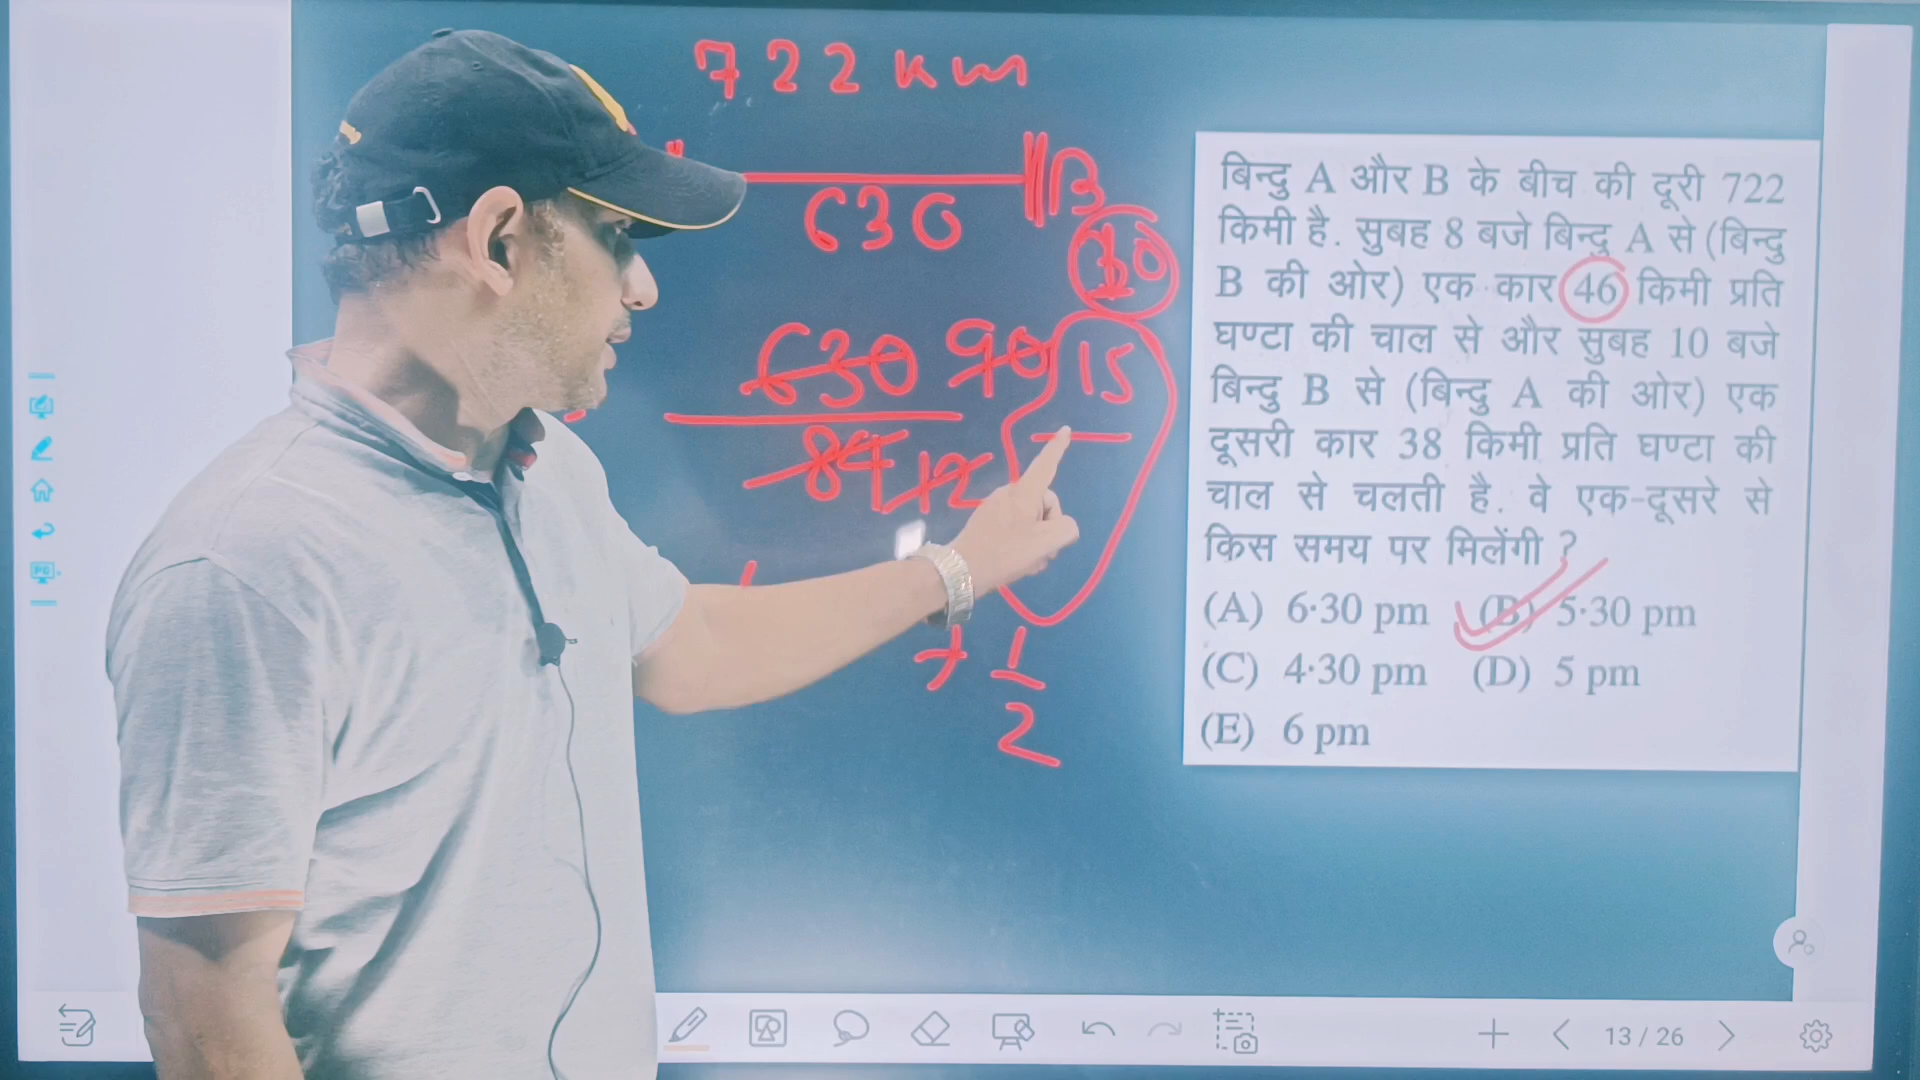 722 km
B
630
10
630 90 15
84 12
7 1
2
बिन्दु A और B के बीच की दूरी 722
किमी है. सुबह 8 बजे बिन्दु A से (बिन्दु
B की ओर) एक कार 46 किमी प्रति
घण्टा की चाल से और सुबह 10 बजे
बिन्दु B से (बिन्दु A की ओर) एक
दूसरी कार 38 किमी प्रति घण्टा की
चाल से चलती है. वे एक-दूसरे से
किस समय पर मिलेंगी ?
(A) 6·30 pm (B) 5·30 pm
(C) 4·30 pm (D) 5 pm
(E) 6 pm
13 / 26